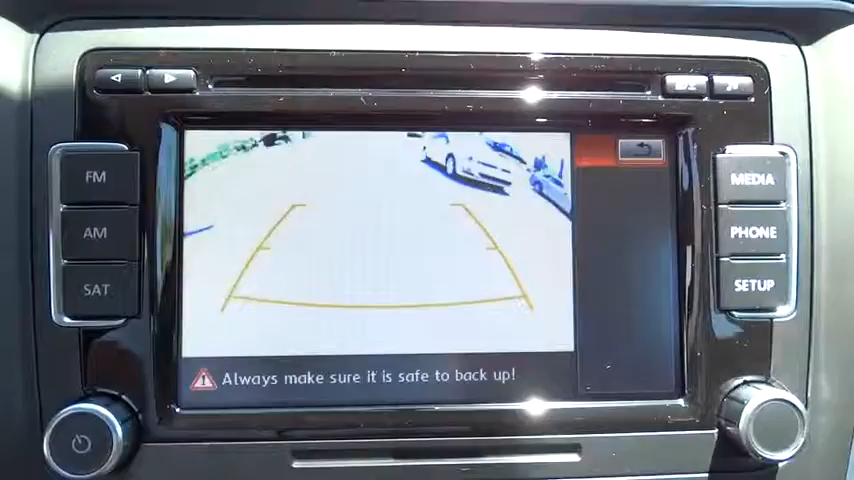 FM
AM
SAT
MEDIA
PHONE
SETUP
Always make sure it is safe to back up!